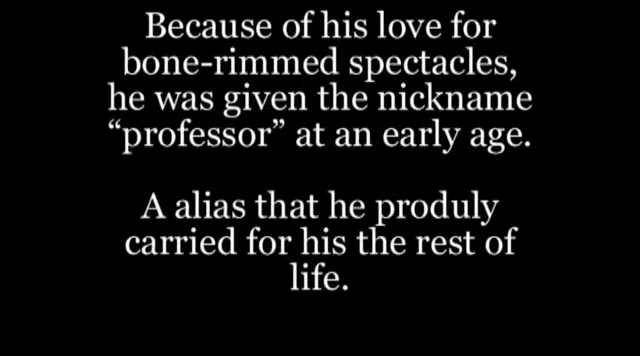 Because of his love for
bone-rimmed spectacles,
he was given the nickname
“professor” at an early age.
A alias that he produly
carried for his the rest of
life.